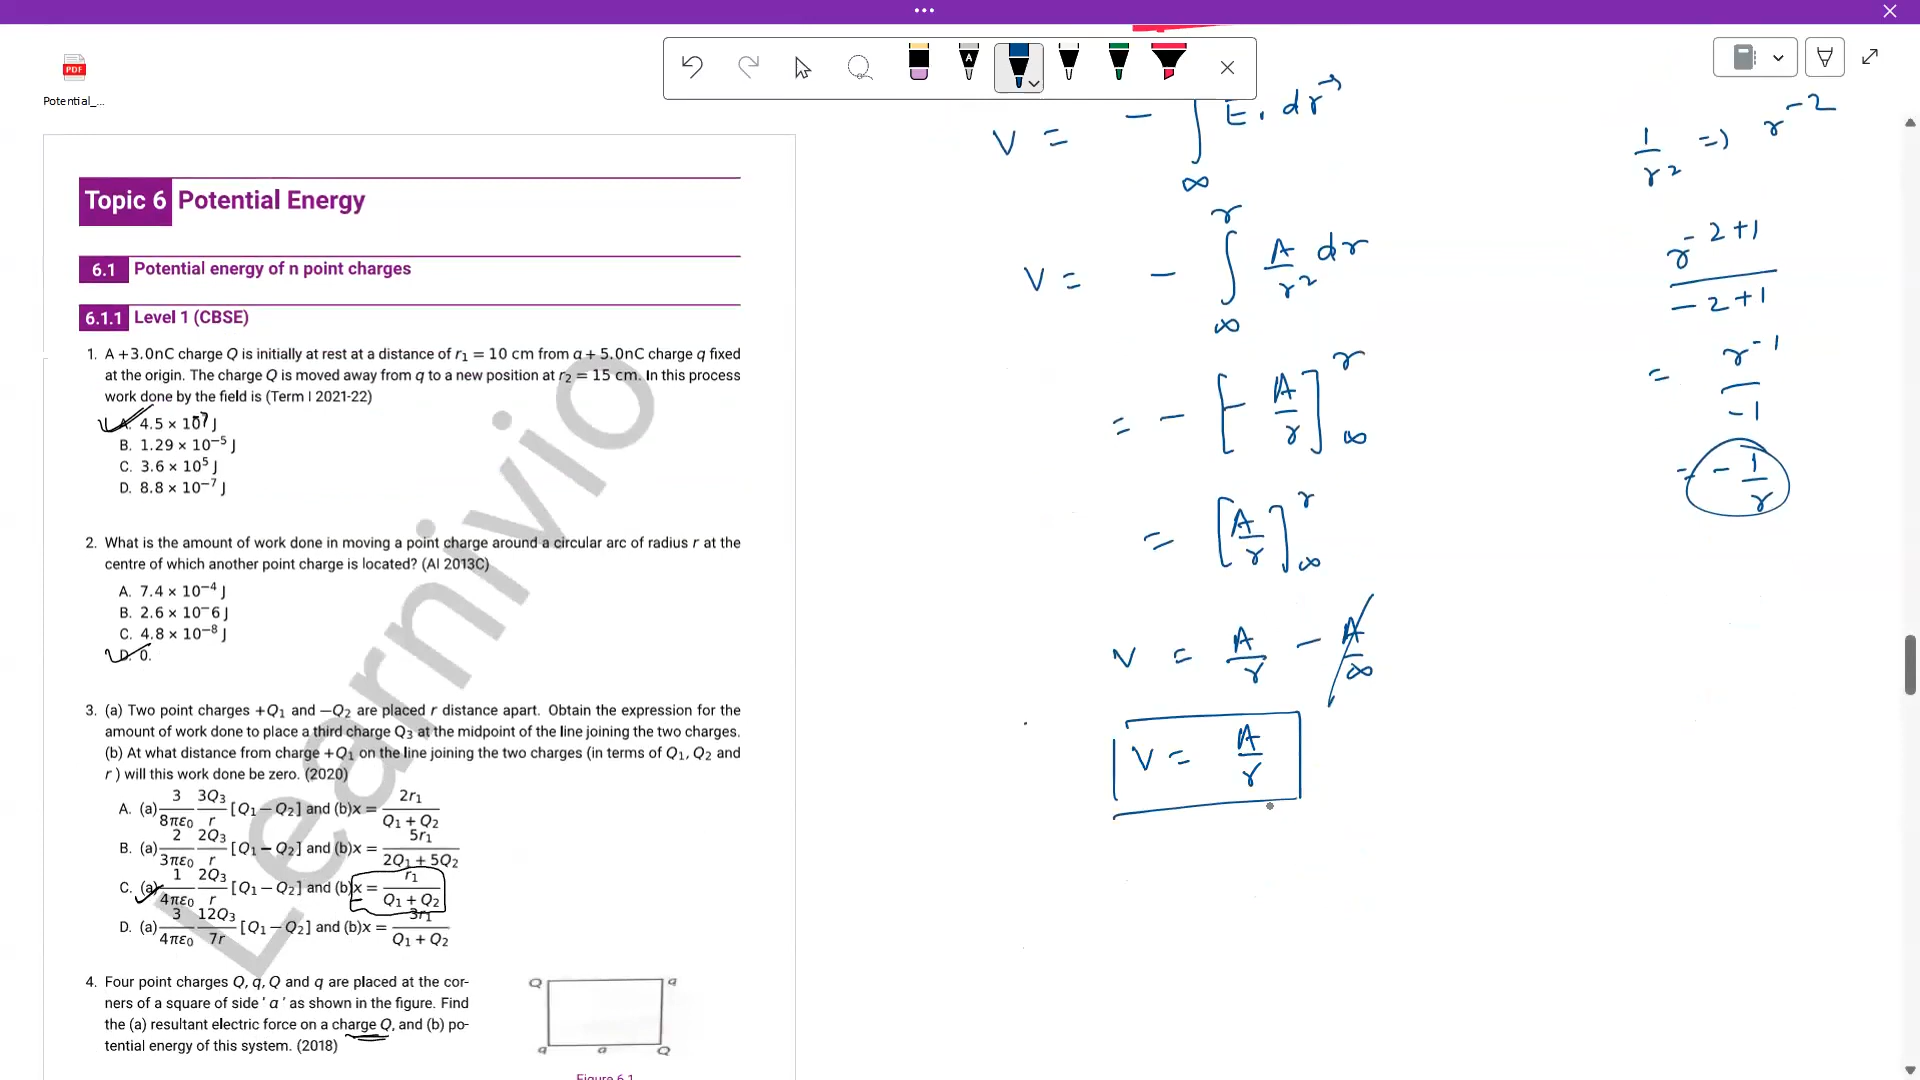 PDF
Potential_...
Topic 6 Potential Energy
6.1 Potential energy of n point charges
6.1.1 Level 1 (CBSE)
1. A +3.0nC charge Q is initially at rest at a distance of r₁ = 10 cm from a + 5.0nC charge q fixed
at the origin. The charge Q is moved away from q to a new position at r₂ = 15 cm. In this process
work done by the field is (Term I 2021-22)
A. 4.5 × 10⁻⁷ J
B. 1.29 × 10⁻⁵ J
C. 3.6 × 10⁵ J
D. 8.8 × 10⁻⁷ J
2. What is the amount of work done in moving a point charge around a circular arc of radius r at the
centre of which another point charge is located? (AI 2013C)
A. 7.4 × 10⁻⁴ J
B. 2.6 × 10⁻6 J
C. 4.8 × 10⁻⁸ J
D. 0.
3. (a) Two point charges +Q₁ and −Q₂ are placed r distance apart. Obtain the expression for the
amount of work done to place a third charge Q₃ at the midpoint of the line joining the two charges.
(b) At what distance from charge +Q₁ on the line joining the two charges (in terms of Q₁, Q₂ and
r ) will this work done be zero. (2020)
A. (a) 3/8πε₀ 3Q₃/r [Q₁ − Q₂] and (b)x = 2r₁/Q₁ + Q₂
B. (a) 2/3πε₀ 2Q₃/r [Q₁ − Q₂] and (b)x = 5r₁/2Q₁ + 5Q₂
C. (a) 1/4πε₀ 2Q₃/r [Q₁ − Q₂] and (b)x = r₁/Q₁ + Q₂
D. (a) 3/4πε₀ 12Q₃/7r [Q₁ − Q₂] and (b)x = 3r₁/Q₁ + Q₂
4. Four point charges Q, q, Q and q are placed at the cor-
ners of a square of side ' a ' as shown in the figure. Find
the (a) resultant electric force on a charge Q, and (b) po-
tential energy of this system. (2018)
Q q
q a Q
Figure 6.1
Learnivio
V = − ∫∞ E. dr→
V = − ∫∞^r A/r² dr
= − [− A/r]∞^r
= [A/r]∞^r
V = A/r − A/∞
V = A/r
1/r² => r^−2
r^−2+1 / −2+1
= r^−1 / −1
= − 1/r